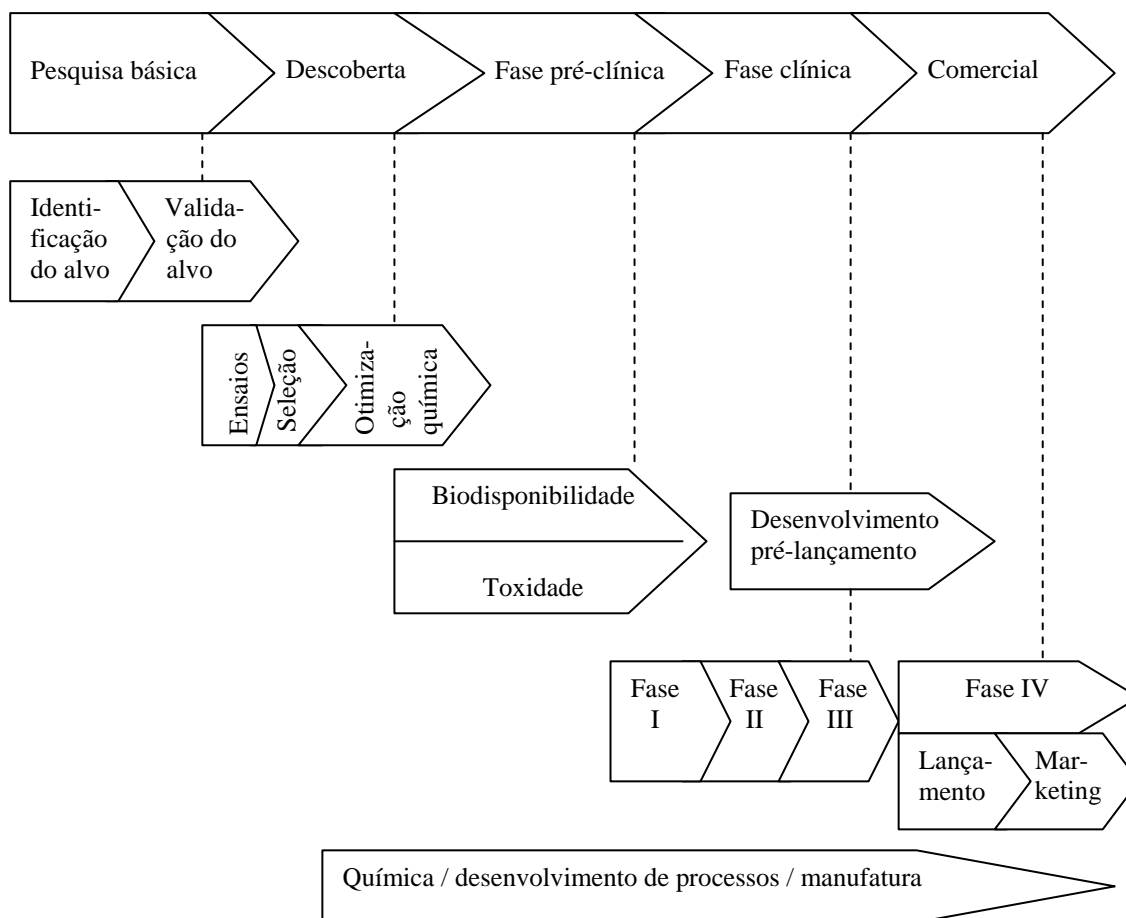 Pesquisa básica
Descoberta
Fase pré-clínica
Fase clínica
Comercial
Identi-
ficação
do alvo
Valida-
ção do
alvo
Ensaios
Seleção
Otimiza-
ção
química
Biodisponibilidade
Toxidade
Desenvolvimento
pré-lançamento
Fase
I
Fase
II
Fase
III
Fase IV
Lança-
mento
Mar-
keting
Química / desenvolvimento de processos / manufatura